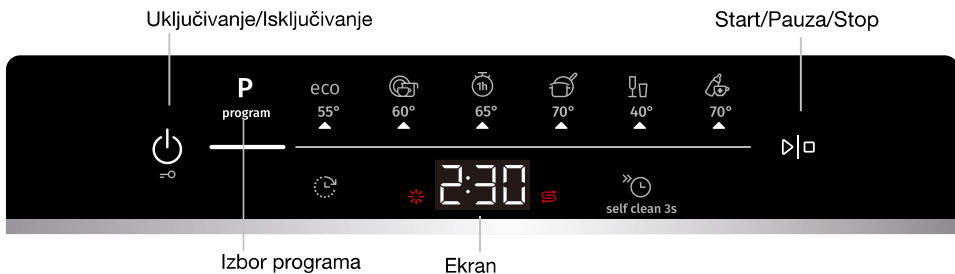 Uključivanje/Isključivanje
Start/Pauza/Stop
P
program
eco
55°
60°
1h
65°
70°
40°
70°
2:30
self clean 3s
Izbor programa
Ekran